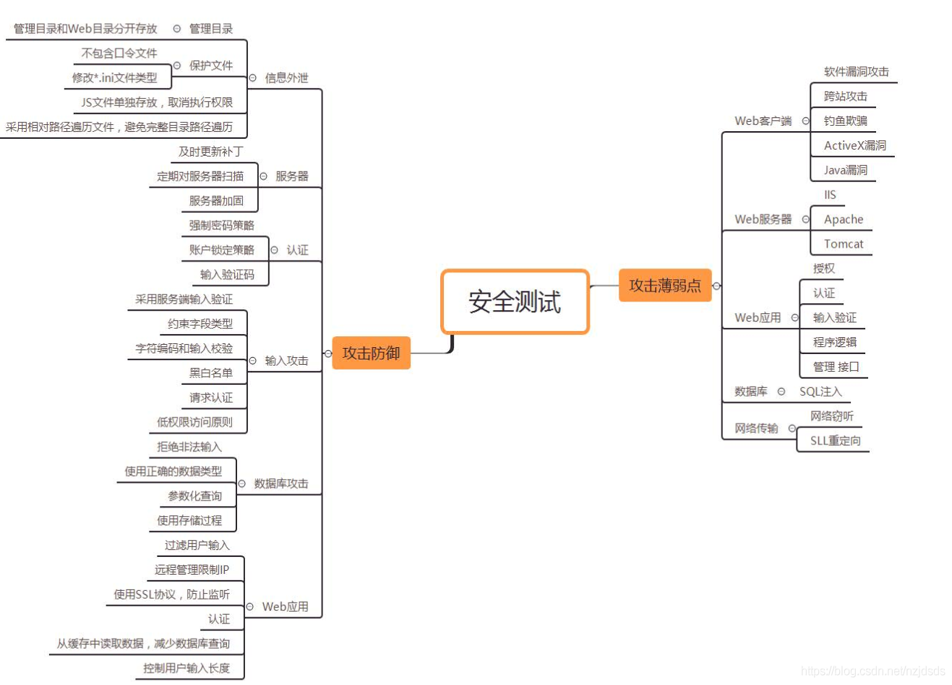 管理目录和Web目录分开存放
管理目录
不包含口令文件
修改*.ini文件类型
保护文件
JS文件单独存放，取消执行权限
采用相对路径遍历文件，避免完整目录路径遍历
信息外泄
及时更新补丁
定期对服务器扫描
服务器加固
服务器
强制密码策略
账户锁定策略
输入验证码
认证
采用服务端输入验证
约束字段类型
字符编码和输入校验
黑白名单
请求认证
低权限访问原则
输入攻击
拒绝非法输入
使用正确的数据类型
参数化查询
使用存储过程
数据库攻击
过滤用户输入
远程管理限制IP
使用SSL协议，防止监听
认证
从缓存中读取数据，减少数据库查询
控制用户输入长度
Web应用
攻击防御
安全测试
攻击薄弱点
Web客户端
软件漏洞攻击
跨站攻击
钓鱼欺骗
ActiveX漏洞
Java漏洞
Web服务器
IIS
Apache
Tomcat
Web应用
授权
认证
输入验证
程序逻辑
管理 接口
数据库
SQL注入
网络传输
网络窃听
SLL重定向
https://blog.csdn.net/nzjdsds